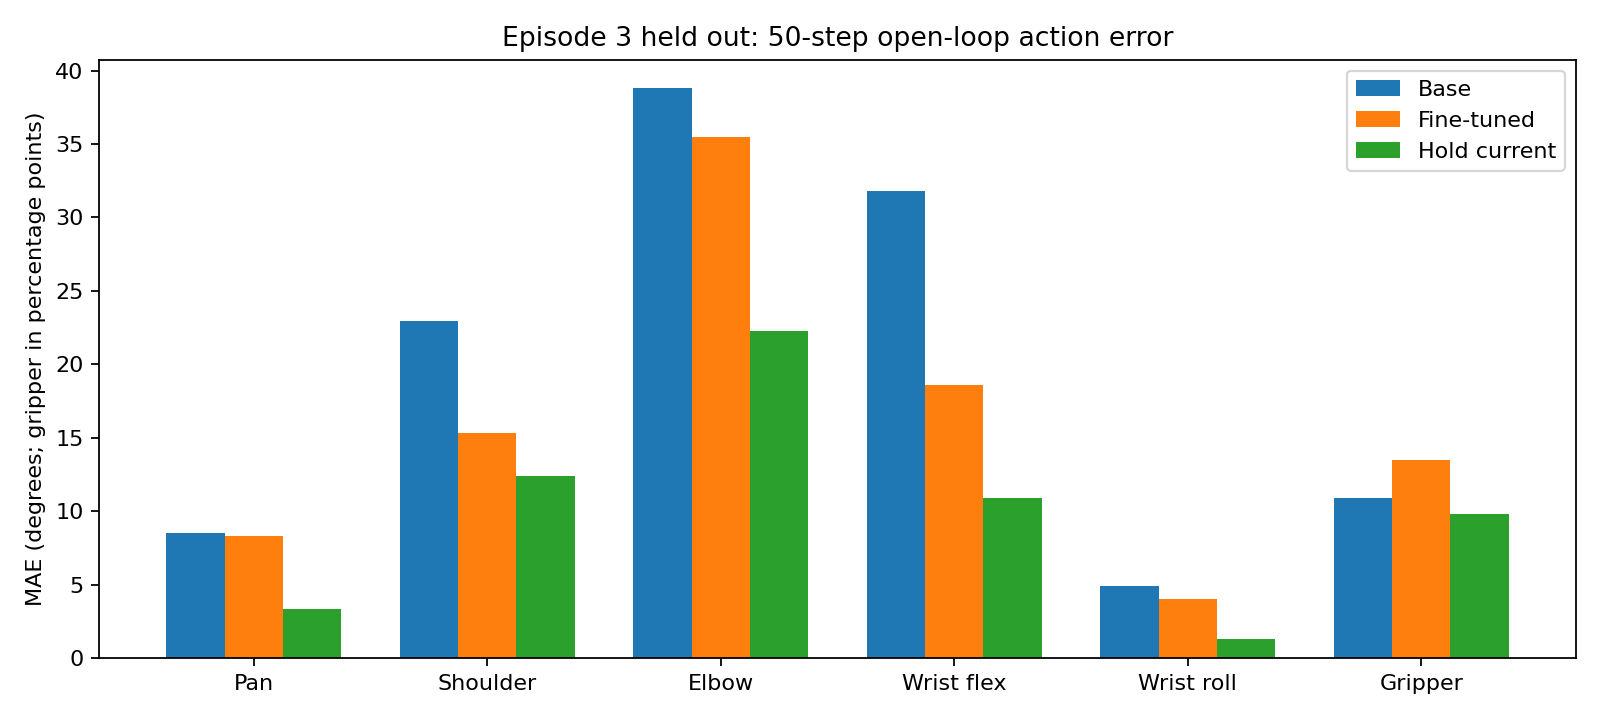 Episode 3 held out: 50-step open-loop action error
MAE (degrees; gripper in percentage points)
40
35
30
25
20
15
10
5
0
Base
Fine-tuned
Hold current
Pan
Shoulder
Elbow
Wrist flex
Wrist roll
Gripper